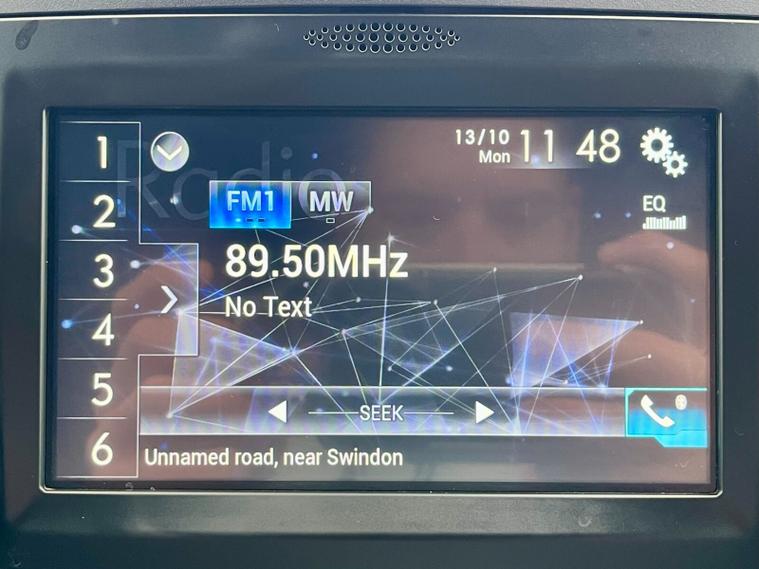 Radio
1
2
3
4
5
6
13/10
Mon
11 48
FM1
MW
EQ
89.50MHz
No Text
SEEK
Unnamed road, near Swindon